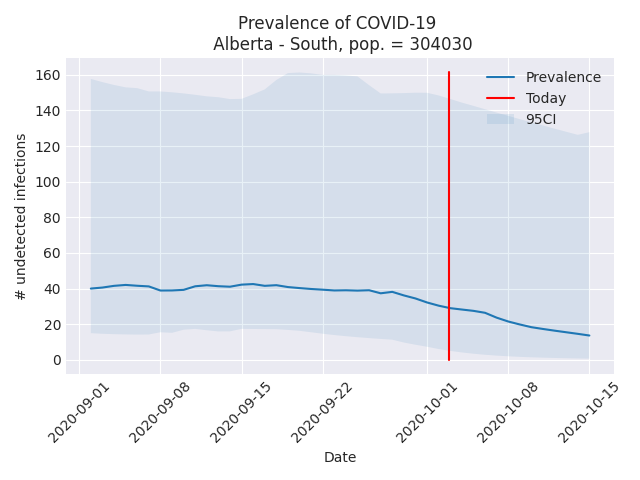 Prevalence of COVID-19
Alberta - South, pop. = 304030
Prevalence
Today
95CI
160
140
120
100
80
60
40
20
0
# undetected infections
2020-09-01
2020-09-08
2020-09-15
2020-09-22
2020-10-01
2020-10-08
2020-10-15
Date